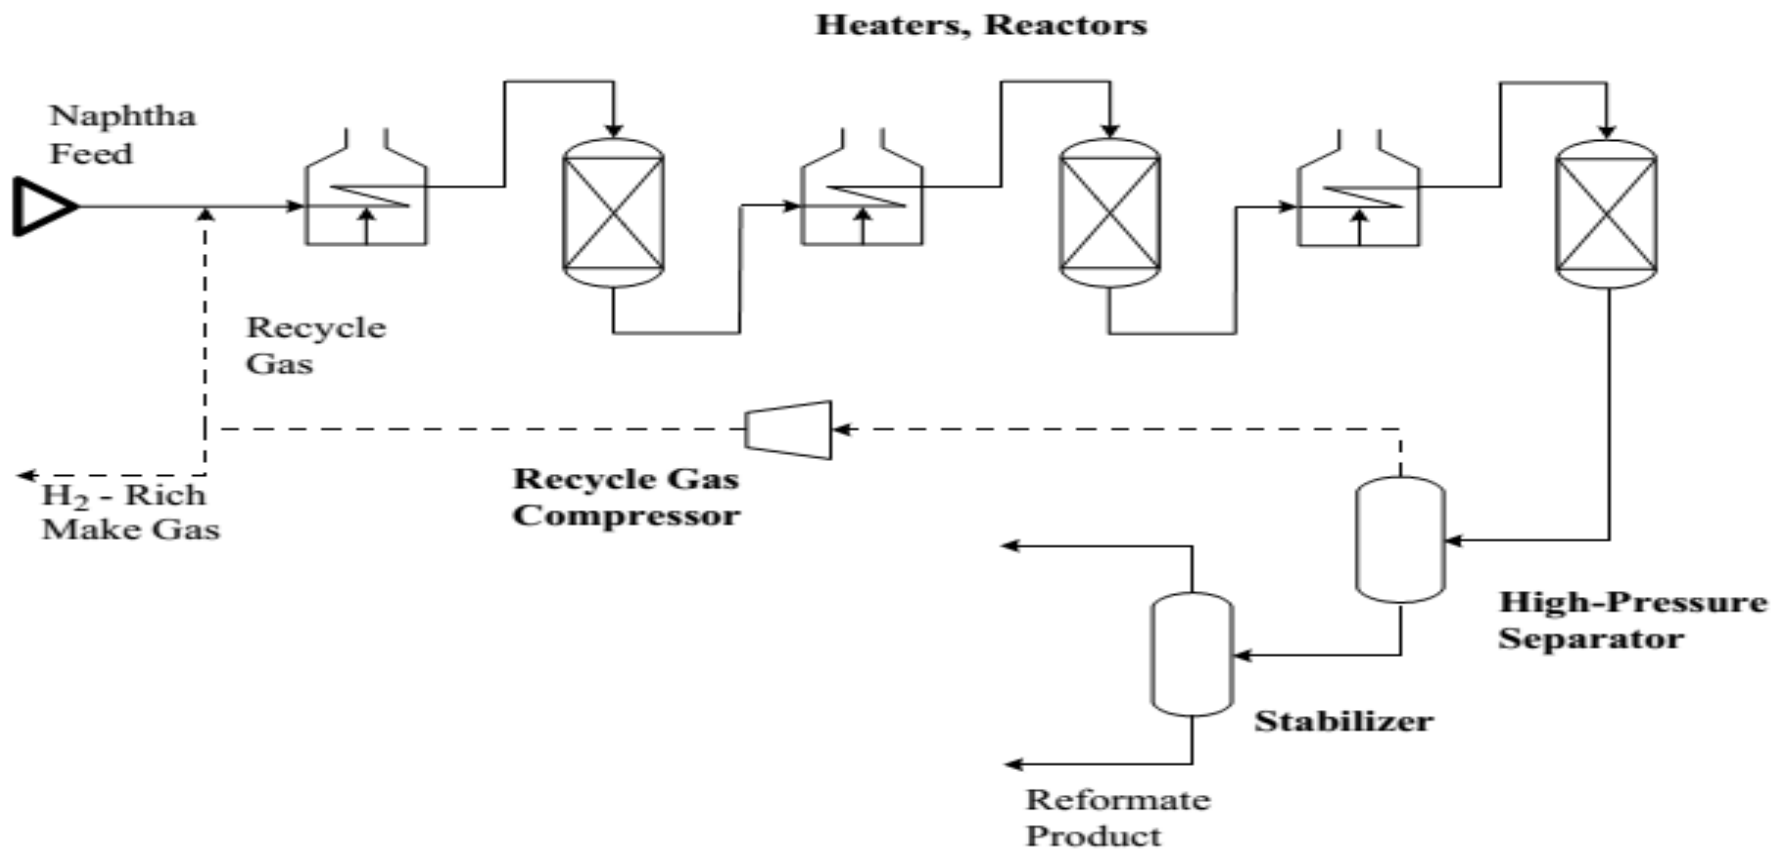 Heaters, Reactors
Naphtha
Feed
Recycle
Gas
Recycle Gas
Compressor
H₂ - Rich
Make Gas
High-Pressure
Separator
Stabilizer
Reformate
Product